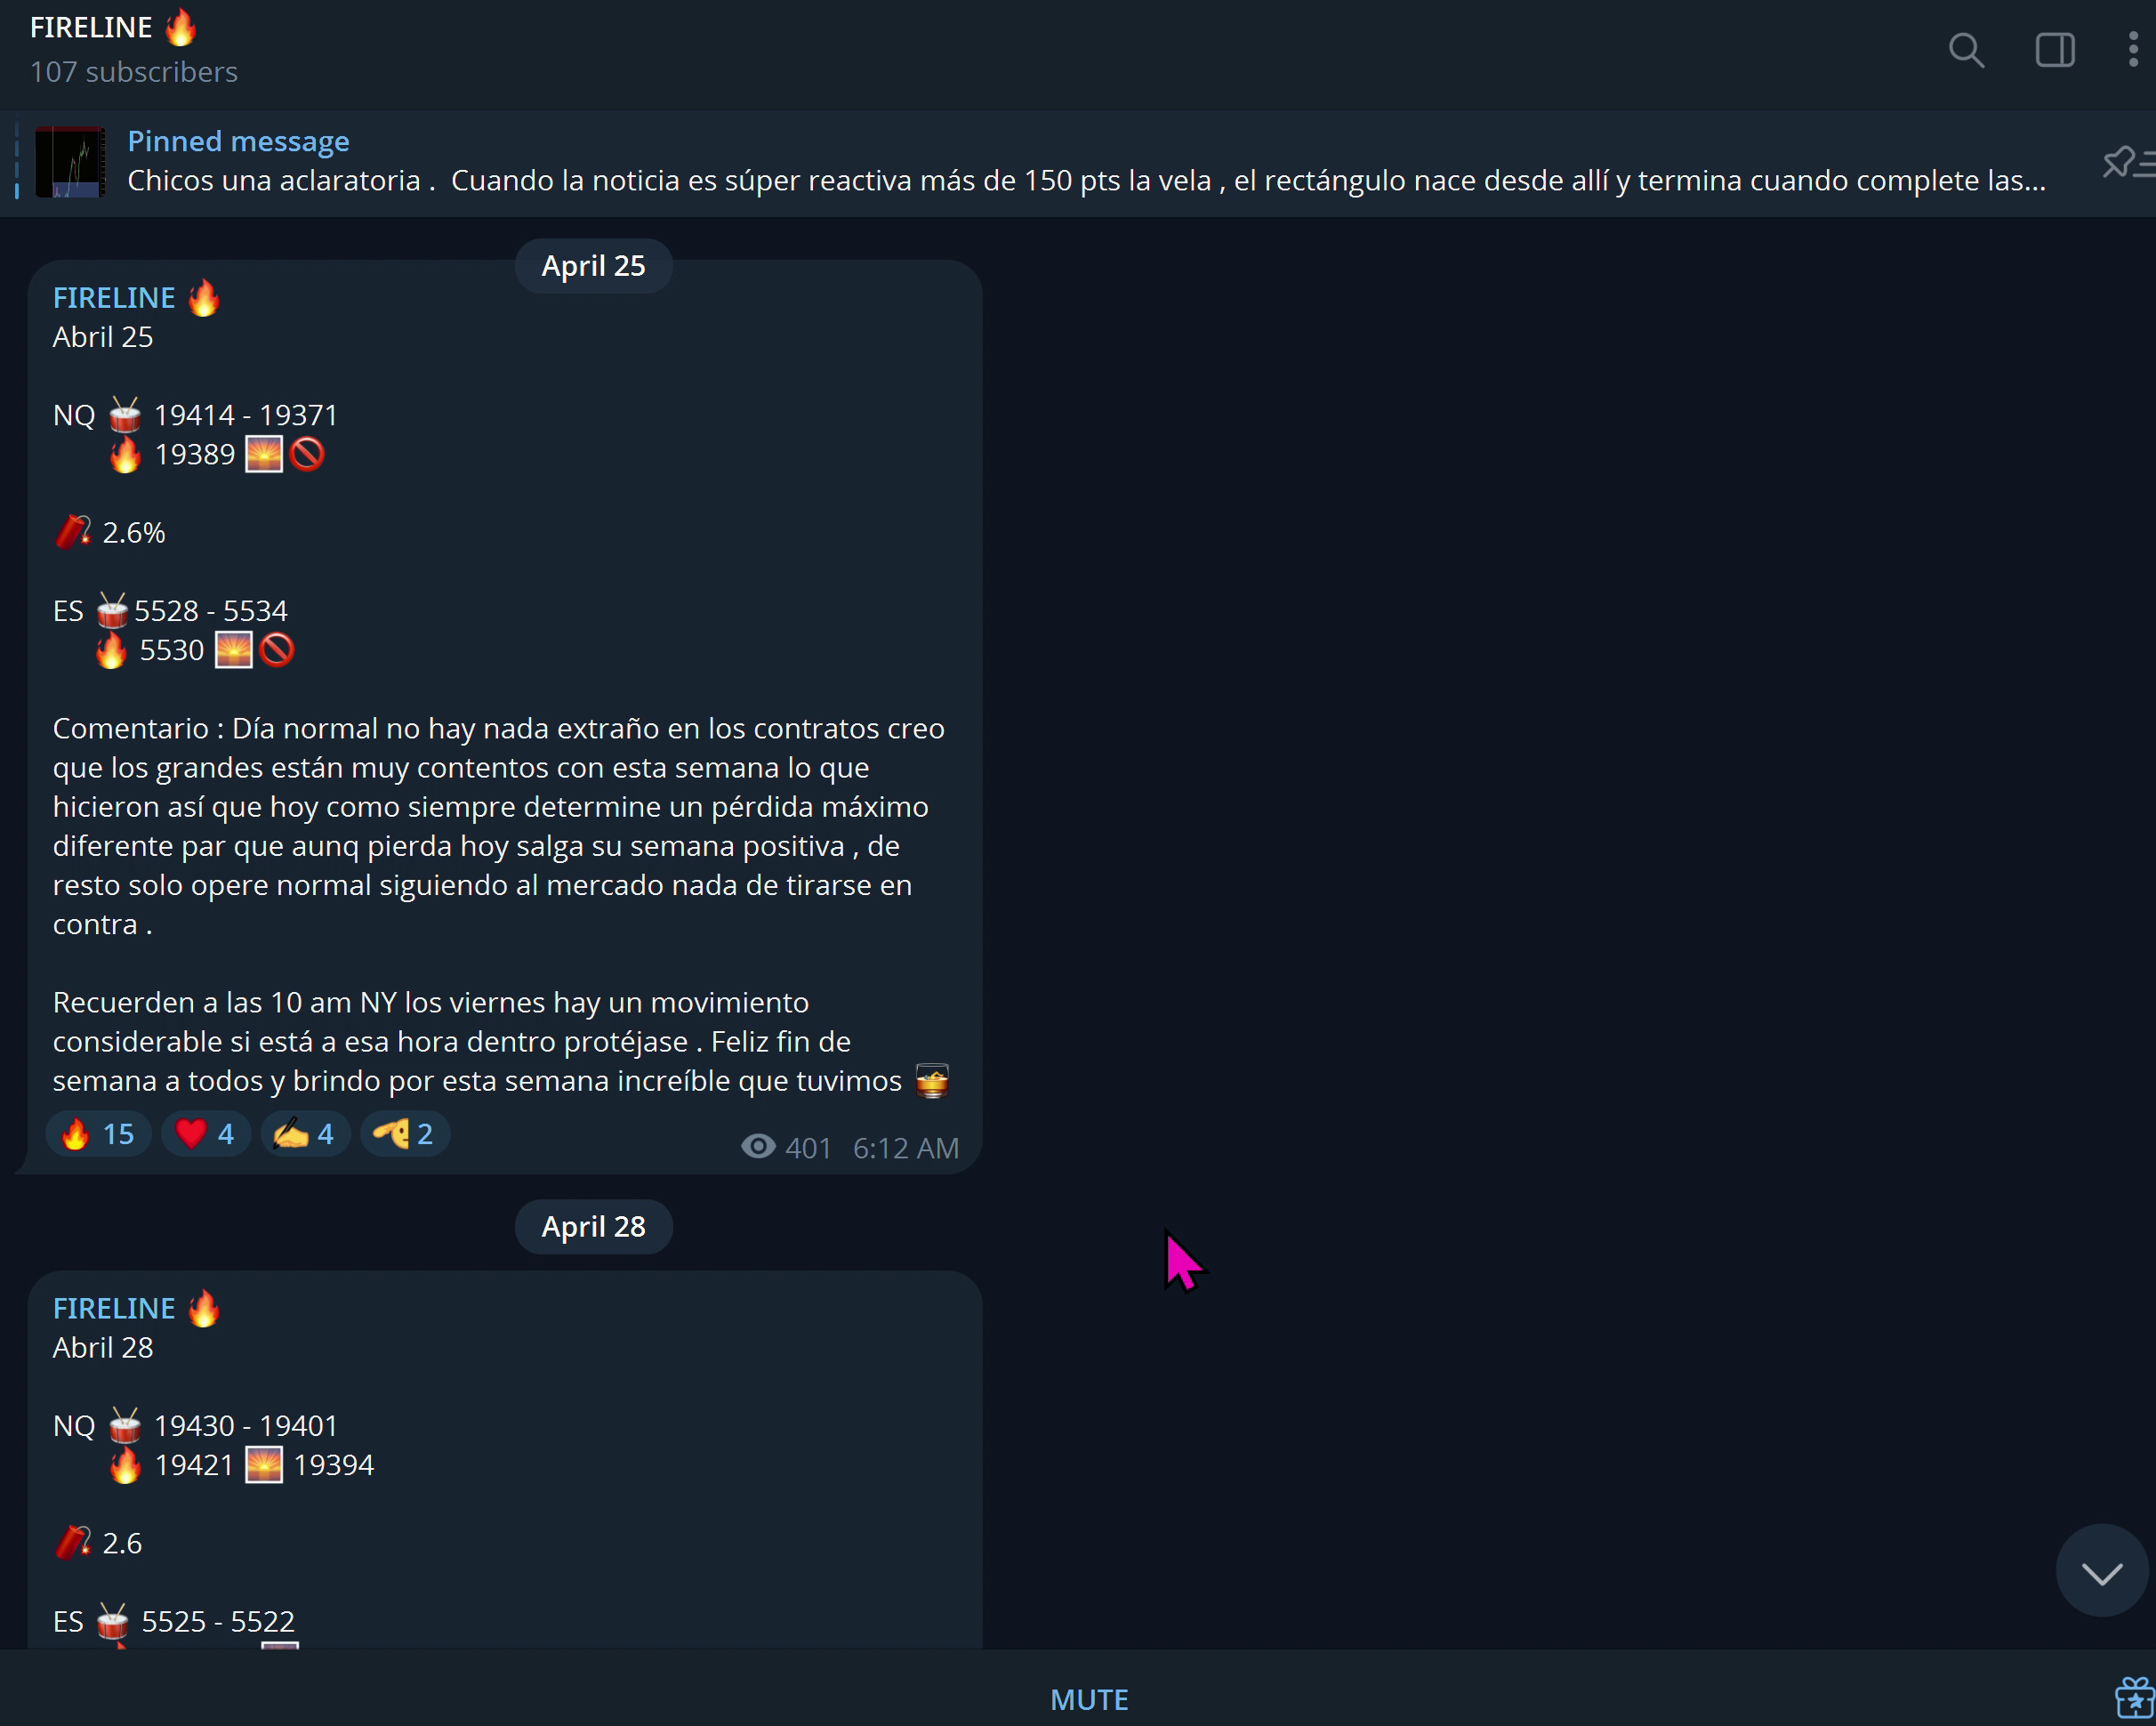 FIRELINE 🔥
107 subscribers
Pinned message
Chicos una aclaratoria .  Cuando la noticia es súper reactiva más de 150 pts la vela , el rectángulo nace desde allí y termina cuando complete las...
April 25
FIRELINE 🔥
Abril 25
NQ 🥁 19414 - 19371
🔥 19389 🌅🚫
🧨 2.6%
ES 🥁5528 - 5534
🔥 5530 🌅🚫
Comentario : Día normal no hay nada extraño en los contratos creo
que los grandes están muy contentos con esta semana lo que
hicieron así que hoy como siempre determine un pérdida máximo
diferente par que aunq pierda hoy salga su semana positiva , de
resto solo opere normal siguiendo al mercado nada de tirarse en
contra .
Recuerden a las 10 am NY los viernes hay un movimiento
considerable si está a esa hora dentro protéjase . Feliz fin de
semana a todos y brindo por esta semana increíble que tuvimos 🥃
🔥 15 ❤️ 4 ✍️ 4 🫡 2 401 6:12 AM
April 28
FIRELINE 🔥
Abril 28
NQ 🥁 19430 - 19401
🔥 19421 🌅 19394
🧨 2.6
ES 🥁 5525 - 5522
MUTE